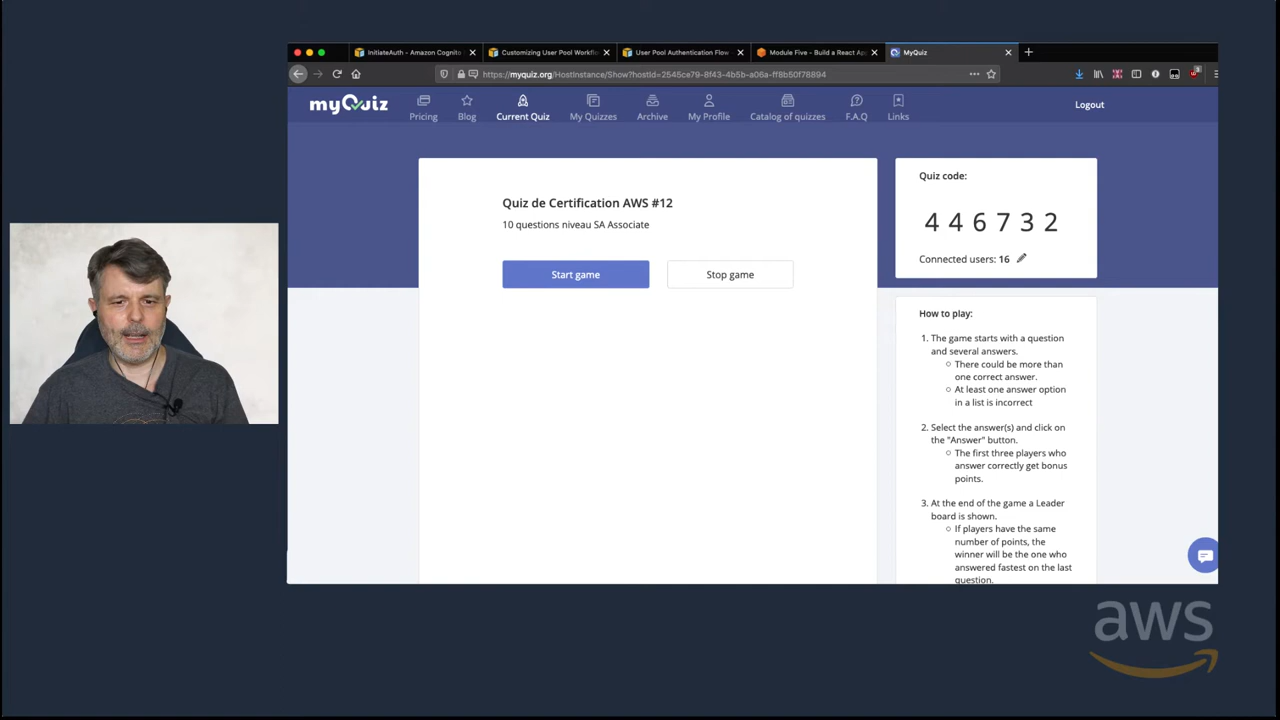 InitiateAuth - Amazon Cognito
Customizing User Pool Workfl
User Pool Authentication Flow
Module Five - Build a React Ap
MyQuiz
https://myquiz.org/HostInstance/Show?hostId=2545ce79-8f43-4b5b-a06a-ff8b50f78894
myQuiz
Pricing
Blog
Current Quiz
My Quizzes
Archive
My Profile
Catalog of quizzes
F.A.Q
Links
Logout
Quiz de Certification AWS #12
10 questions niveau SA Associate
Start game
Stop game
Quiz code:
446732
Connected users: 16
How to play:
1. The game starts with a question
and several answers.
There could be more than
one correct answer.
At least one answer option
in a list is incorrect
2. Select the answer(s) and click on
the "Answer" button.
The first three players who
answer correctly get bonus
points.
3. At the end of the game a Leader
board is shown.
If players have the same
number of points, the
winner will be the one who
answered fastest on the last
question.
aws